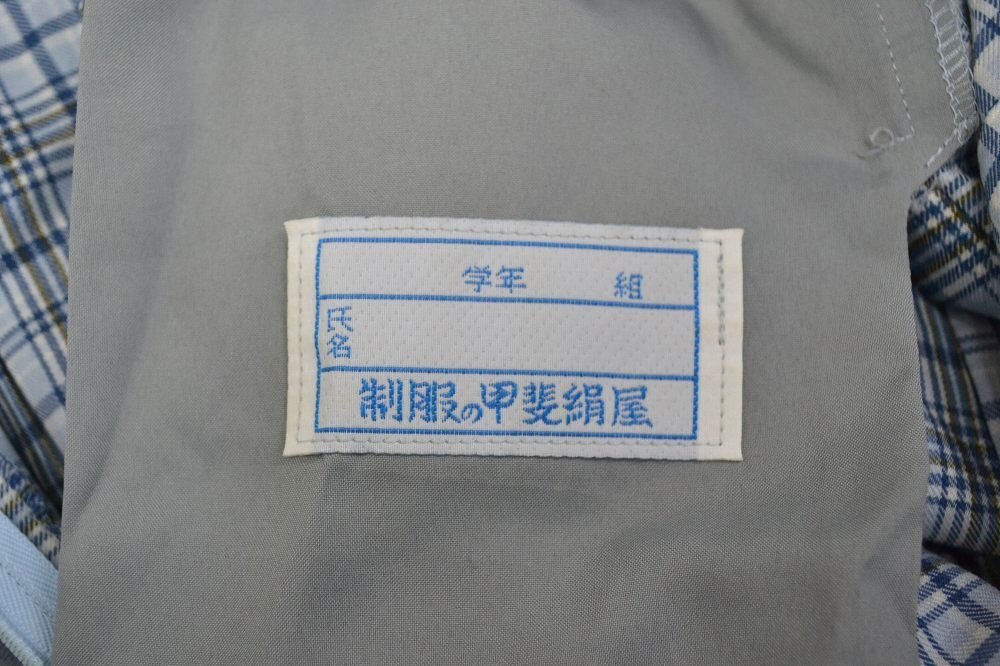 学年 組
氏名
制服の甲斐絹屋